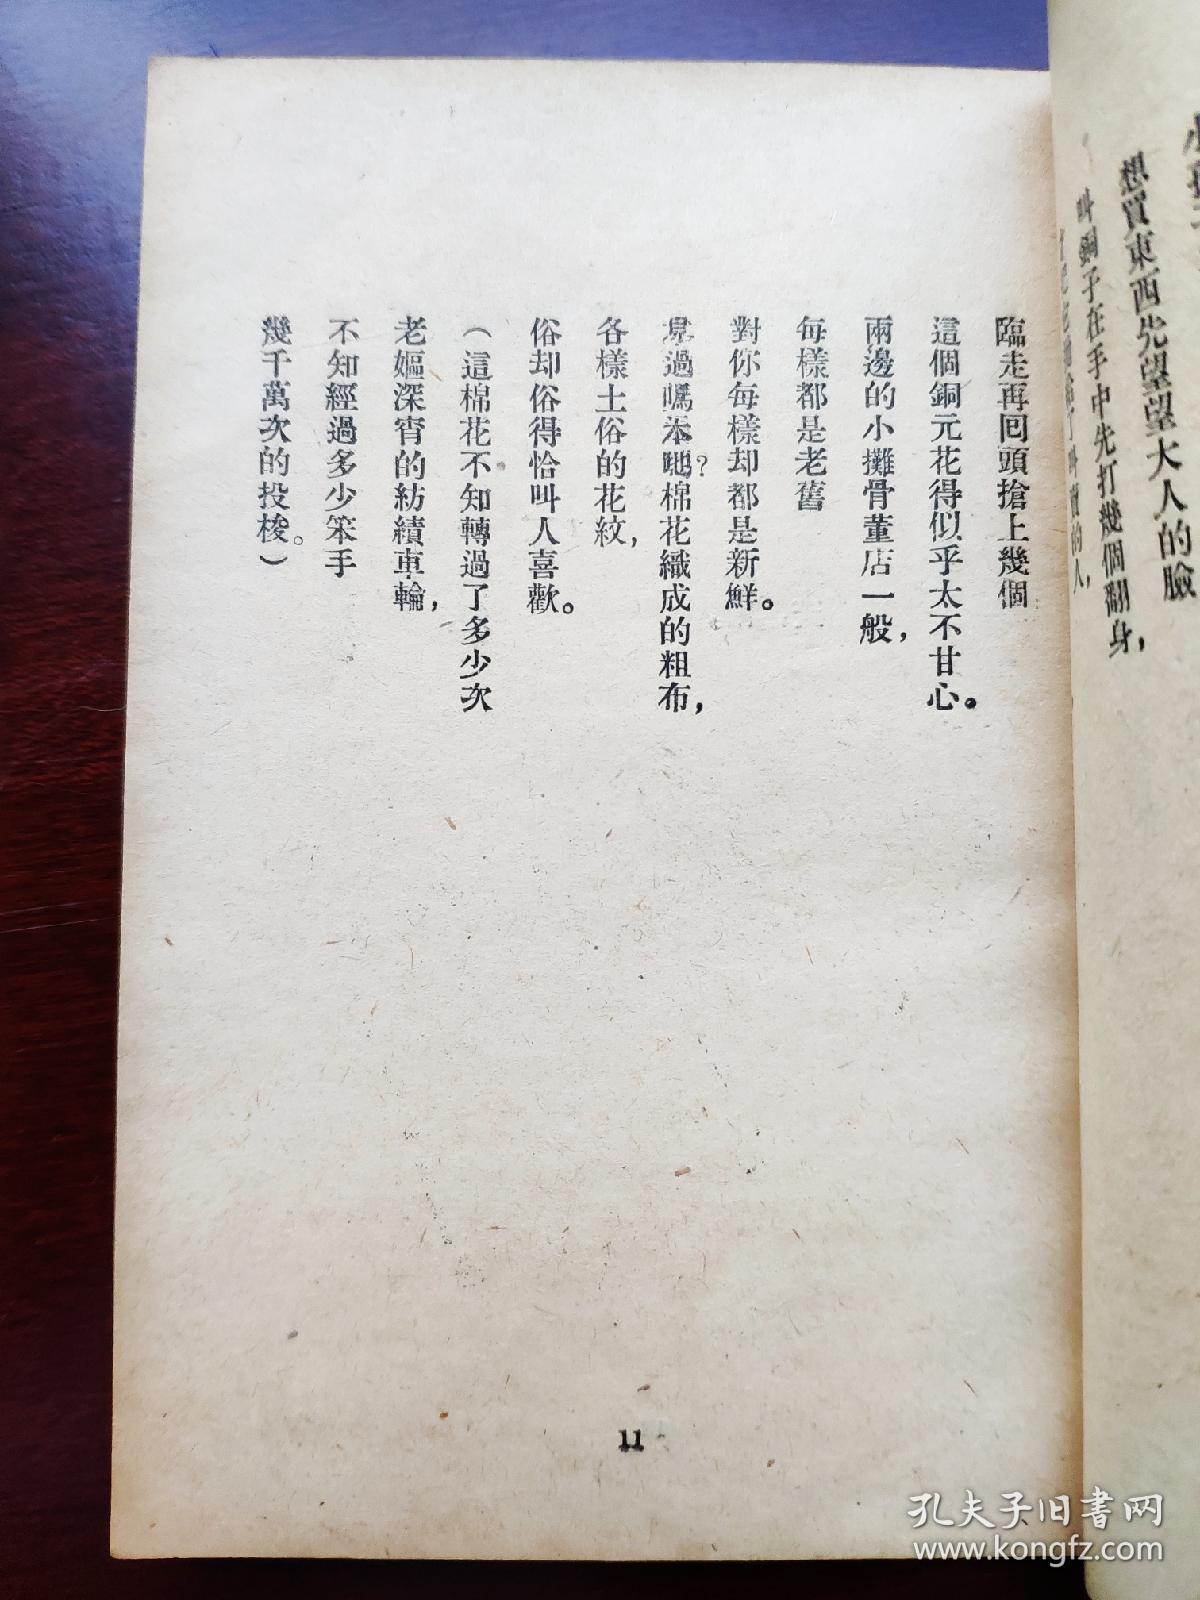 想買東西先望望大人的臉
叫銅子在手中先打幾個翻身，
臨走再回頭搶上幾個
這個銅元花得似乎太不甘心。
兩邊的小攤骨董店一般，
每樣都是老舊
對你每樣却都是新鮮。
見過嗎？本地棉花織成的粗布，
各樣土俗的花紋，
俗却俗得恰叫人喜歡。
（這棉花不知轉過了多少次
老嫗深宵的紡績車輪，
不知經過多少笨手
幾千萬次的投梭。）
11
孔夫子旧书网
www.kongfz.com